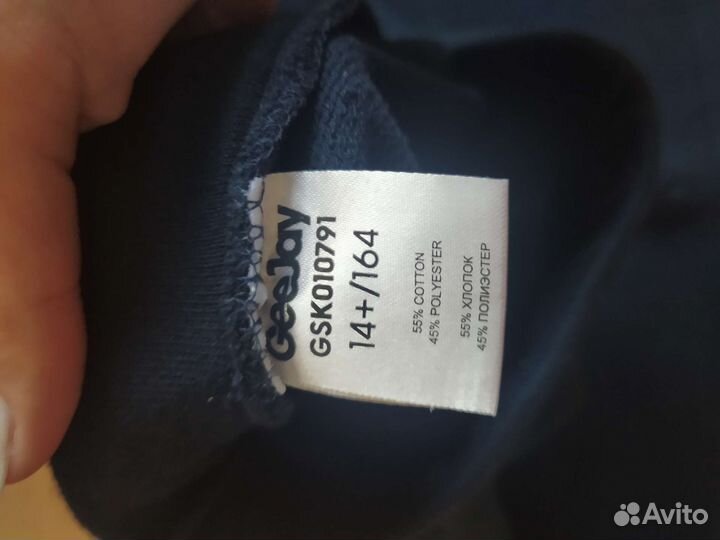 GeeJay
GSK010791
14+/164
55% COTTON
45% POLYESTER
55% ХЛОПОК
45% ПОЛИЭСТЕР
Avito